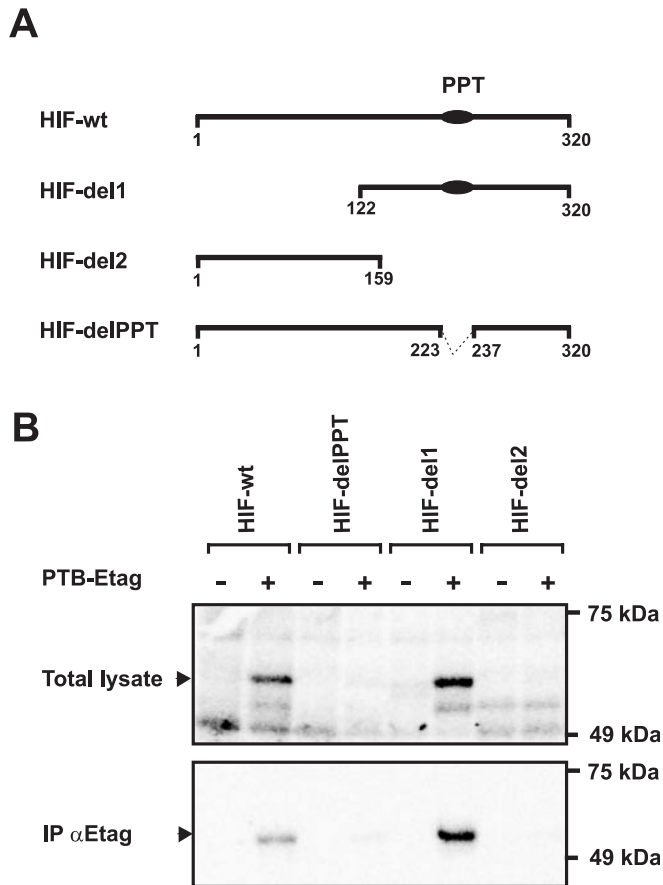 A
PPT
HIF-wt
1 320
HIF-del1
122 320
HIF-del2
1 159
HIF-delPPT
1 223 237 320
B
HIF-wt HIF-delPPT HIF-del1 HIF-del2
PTB-Etag - + - + - + - +
75 kDa
Total lysate
49 kDa
75 kDa
IP αEtag
49 kDa